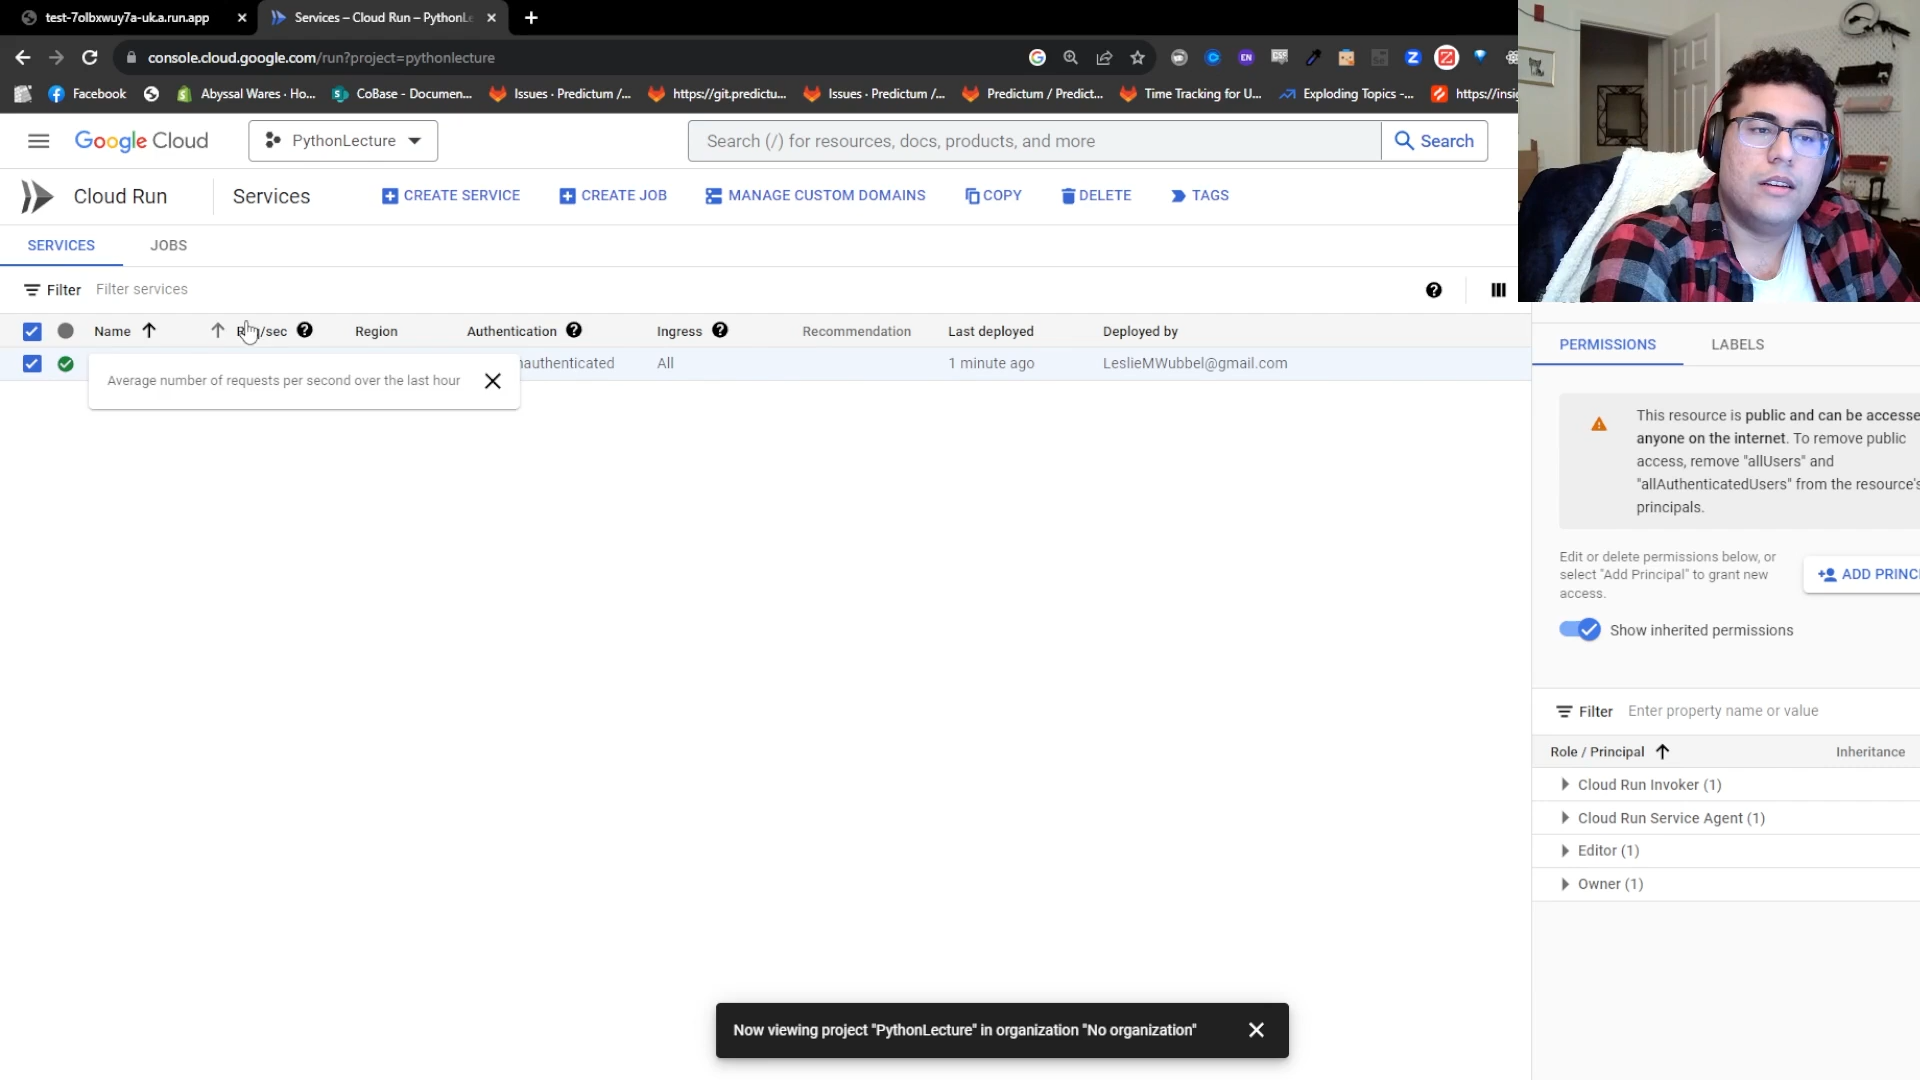 test-7olbxwuy7a-uk.a.run.app
Services – Cloud Run – PythonLe
console.cloud.google.com/run?project=pythonlecture
Facebook
Abyssal Wares · Ho...
CoBase - Documen...
Issues · Predictum /...
https://git.predictu...
Issues · Predictum /...
Predictum / Predict...
Time Tracking for U...
Exploding Topics -...
https://insi
Google Cloud
PythonLecture
Search (/) for resources, docs, products, and more
Search
Cloud Run
Services
CREATE SERVICE
CREATE JOB
MANAGE CUSTOM DOMAINS
COPY
DELETE
TAGS
SERVICES
JOBS
Filter
Filter services
Name
Region
Authentication
Ingress
Recommendation
Last deployed
Deployed by
Average number of requests per second over the last hour
nauthenticated
All
1 minute ago
LeslieMWubbel@gmail.com
PERMISSIONS
LABELS
This resource is public and can be accesse
anyone on the internet. To remove public
access, remove "allUsers" and
"allAuthenticatedUsers" from the resource's
principals.
Edit or delete permissions below, or
select "Add Principal" to grant new
access.
ADD PRINCI
Show inherited permissions
Filter
Enter property name or value
Role / Principal
Inheritance
Cloud Run Invoker (1)
Cloud Run Service Agent (1)
Editor (1)
Owner (1)
Now viewing project "PythonLecture" in organization "No organization"